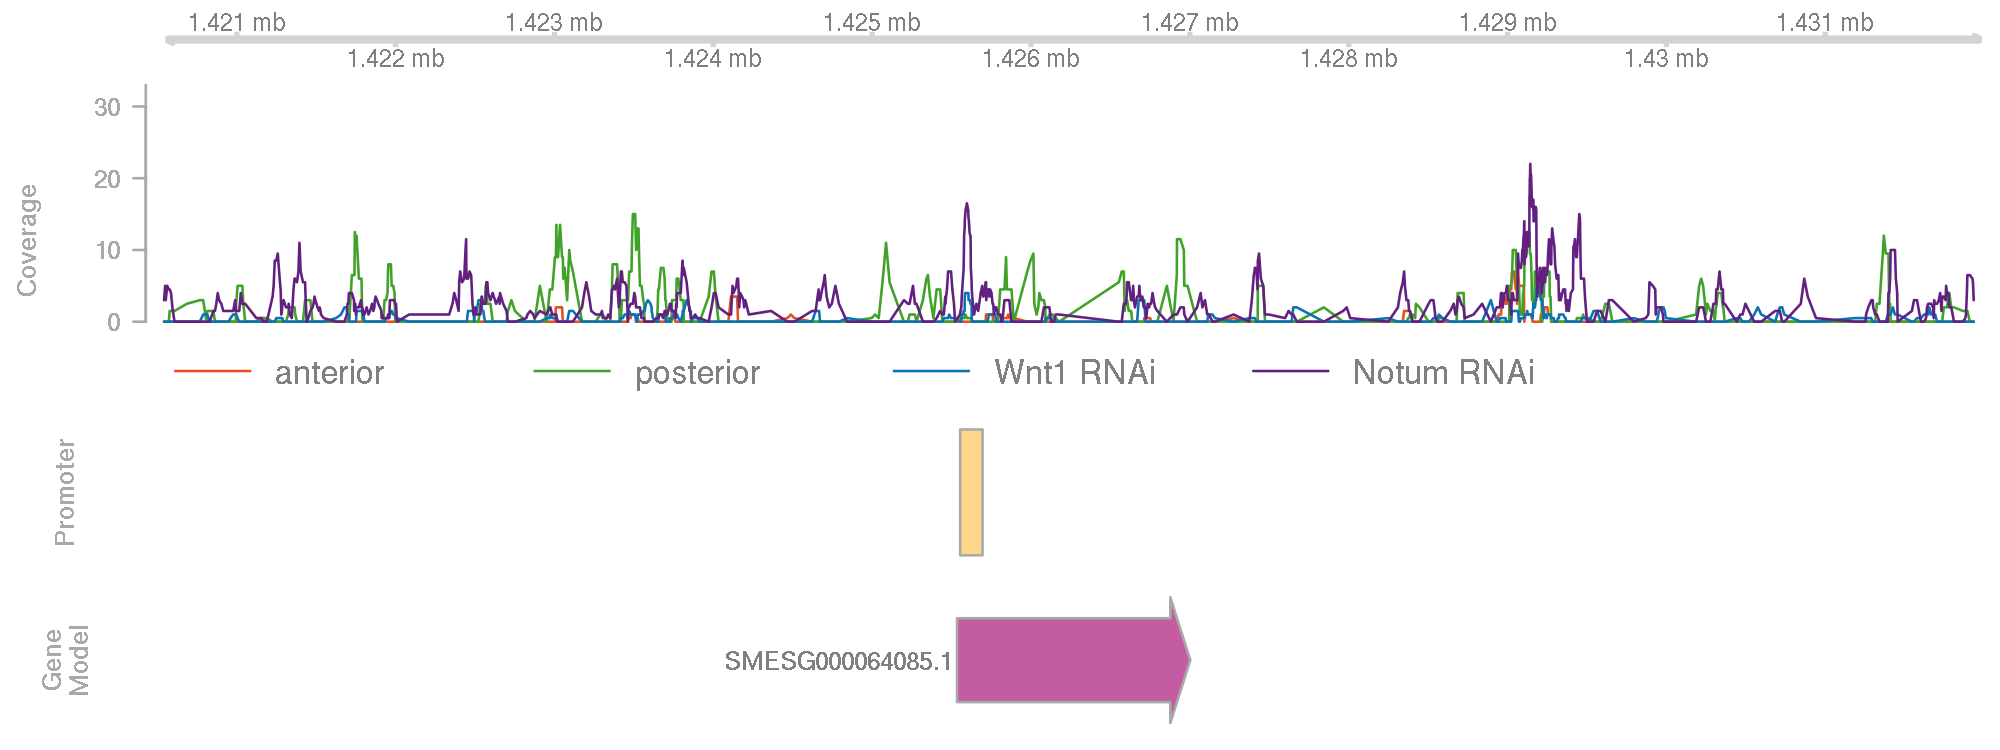 1.421 mb 1.423 mb 1.425 mb 1.427 mb 1.429 mb 1.431 mb
1.422 mb 1.424 mb 1.426 mb 1.428 mb 1.43 mb
Coverage
30
20
10
0
anterior posterior Wnt1 RNAi Notum RNAi
Promoter
Gene
Model
SMESG000064085.1